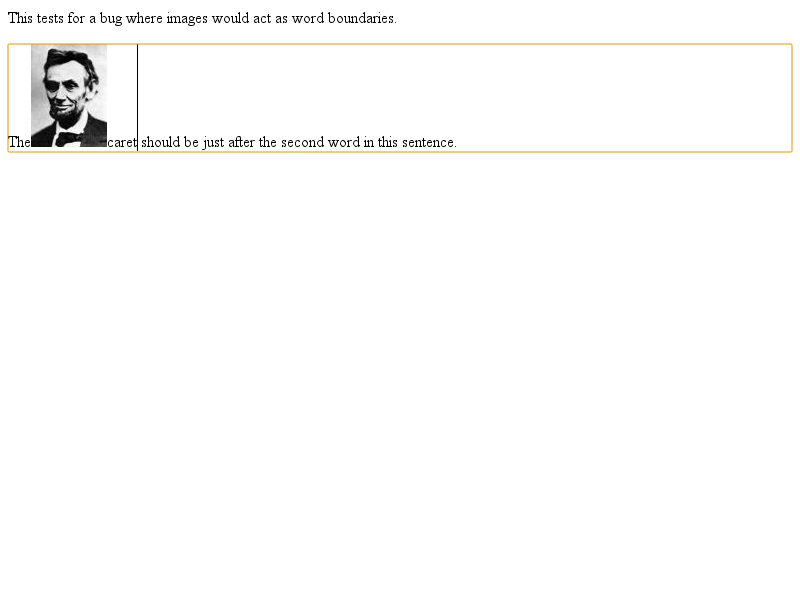 This tests for a bug where images would act as word boundaries.
The caret should be just after the second word in this sentence.